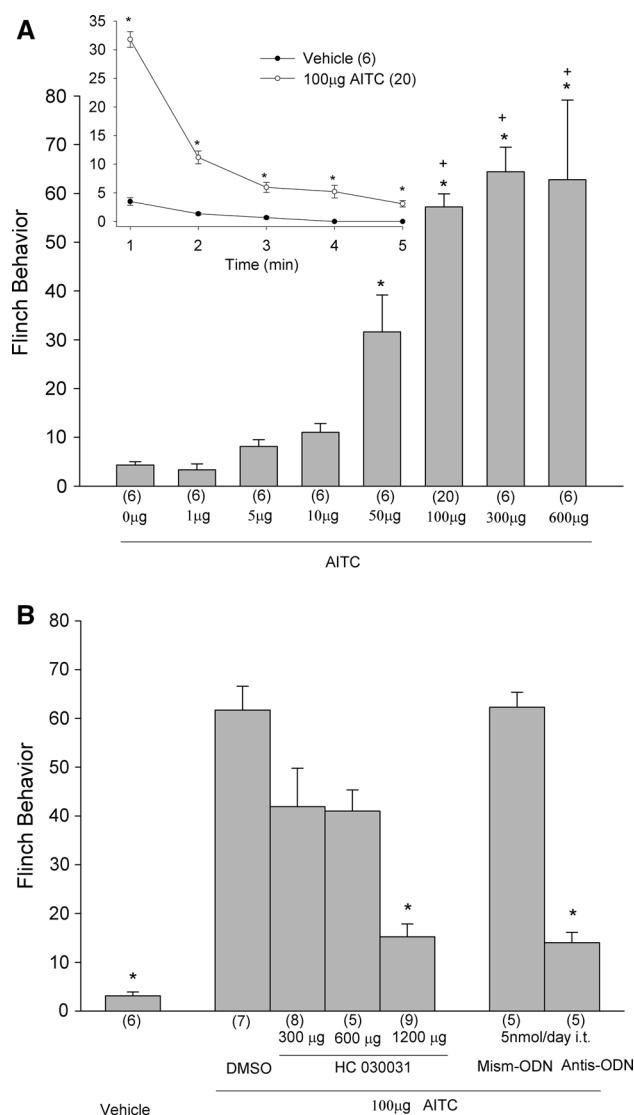 A
35
30
25
20
15
10
5
0
*
*
*
*
*
Vehicle (6)
100μg AITC (20)
1 2 3 4 5
Time (min)
80
70
60
50
40
30
20
10
0
Flinch Behavior
*
+
*
+
*
+
*
(6) (6) (6) (6) (6) (20) (6) (6)
0μg 1μg 5μg 10μg 50μg 100μg 300μg 600μg
AITC
B
80
70
60
50
40
30
20
10
0
Flinch Behavior
*
*
*
(6) (7) (8) (5) (9) (5) (5)
300 μg 600 μg 1200 μg 5nmol/day i.t.
DMSO HC 030031 Mism-ODN Antis-ODN
Vehicle 100μg AITC